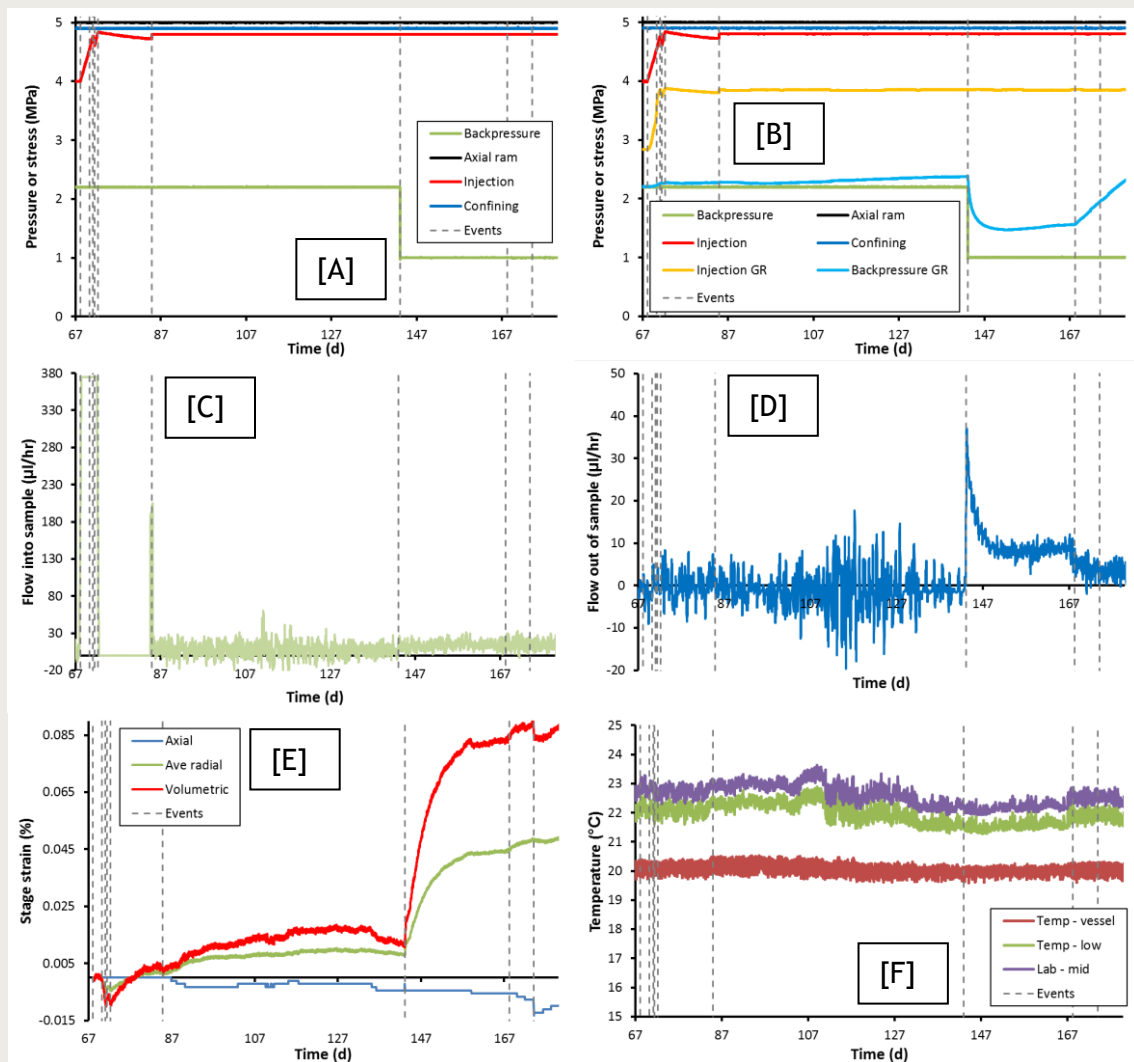 Pressure or stress (MPa)
5
4
3
2
1
0
Backpressure
Axial ram
Injection
Confining
Events
[A]
67 87 107 127 147 167
Time (d)
Pressure or stress (MPa)
5
4
3
2
1
0
[B]
Backpressure Axial ram
Injection Confining
Injection GR Backpressure GR
Events
67 87 107 127 147 167
Time (d)
Flow into sample (µl/hr)
380
330
280
230
180
130
80
30
-20
[C]
67 87 107 127 147 167
Time (d)
Flow out of sample (µl/hr)
50
40
30
20
10
0
-10
-20
[D]
67 87 107 127 147 167
Time (d)
Stage strain (%)
0.085
0.065
0.045
0.025
0.005
-0.015
Axial
Ave radial
Volumetric
Events
[E]
67 87 107 127 147 167
Time (d)
Temperature (°C)
25
24
23
22
21
20
19
18
17
16
15
[F]
Temp - vessel
Temp - low
Lab - mid
Events
67 87 107 127 147 167
Time (d)